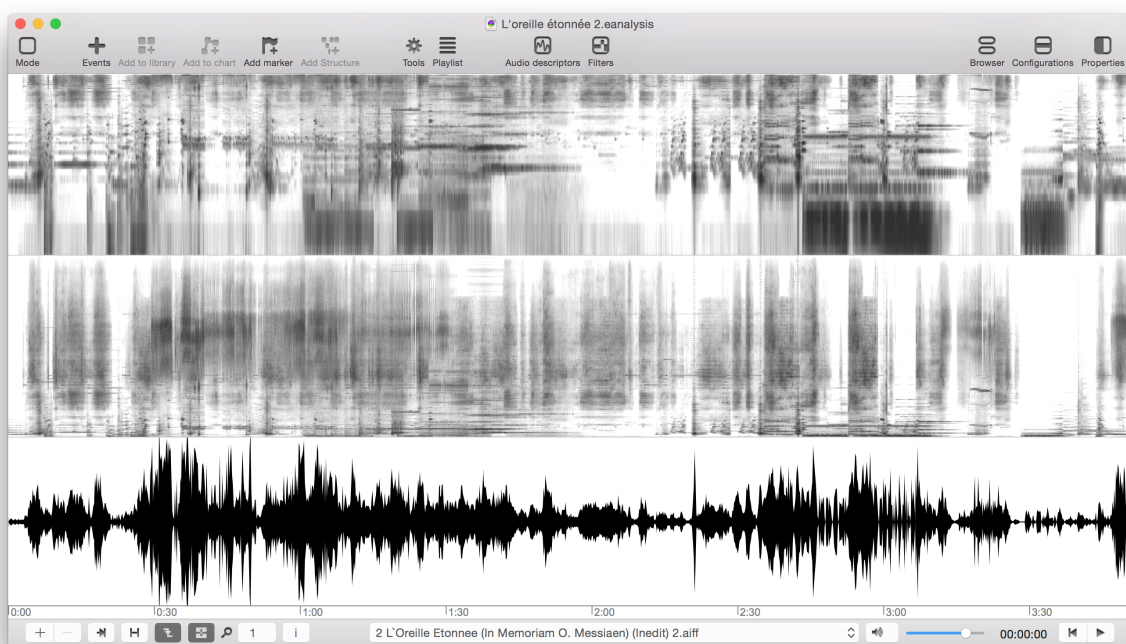 L'oreille étonnée 2.eanalysis
Mode Events Add to library Add to chart Add marker Add Structure Tools Playlist Audio descriptors Filters Browser Configurations Properties
0:00 0:30 1:00 1:30 2:00 2:30 3:00 3:30
1 i 2 L`Oreille Etonnee (In Memoriam O. Messiaen) (Inedit) 2.aiff 00:00:00